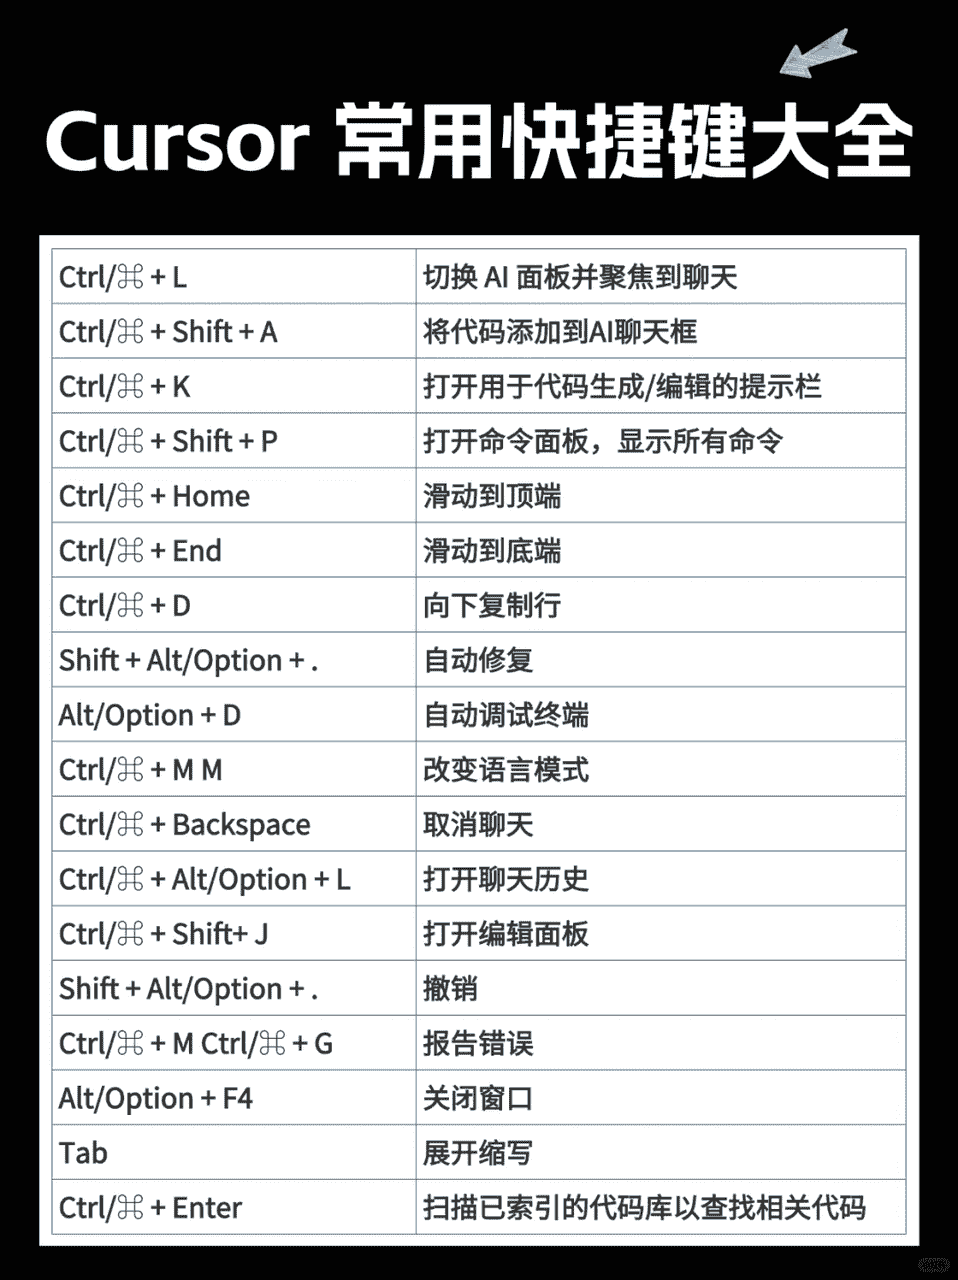 Cursor 常用快捷键大全
Ctrl/⌘ + L 切换 AI 面板并聚焦到聊天
Ctrl/⌘ + Shift + A 将代码添加到AI聊天框
Ctrl/⌘ + K 打开用于代码生成/编辑的提示栏
Ctrl/⌘ + Shift + P 打开命令面板，显示所有命令
Ctrl/⌘ + Home 滑动到顶端
Ctrl/⌘ + End 滑动到底端
Ctrl/⌘ + D 向下复制行
Shift + Alt/Option + . 自动修复
Alt/Option + D 自动调试终端
Ctrl/⌘ + M M 改变语言模式
Ctrl/⌘ + Backspace 取消聊天
Ctrl/⌘ + Alt/Option + L 打开聊天历史
Ctrl/⌘ + Shift+ J 打开编辑面板
Shift + Alt/Option + . 撤销
Ctrl/⌘ + M Ctrl/⌘ + G 报告错误
Alt/Option + F4 关闭窗口
Tab 展开缩写
Ctrl/⌘ + Enter 扫描已索引的代码库以查找相关代码